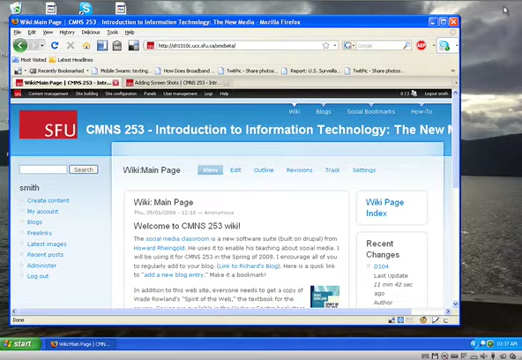 Wiki:Main Page | CMNS 253 - Introduction to Information Technology: The New Media - Mozilla Firefox
File Edit View History Delicious Tools Help
http://sh1010c.ucs.sfu.ca/smcbeta/
Google
Most Visited Latest Headlines
Recently Bookmarked Mobile Swarm: texting... How Does Broadband ... TwitPic - Share photos... Report: U.S. Surveilla... TwitPic - Share photos... TwitPic - Share photos...
Wiki:Main Page | CMNS 253 - Intr... Adding Screen Shots | CMNS 253 - I...
Content management Site building Site configuration Panels User management Logs Help Logout smith
Wiki Blogs Social Bookmarks How-To
SFU CMNS 253 - Introduction to Information Technology: The New M
Search
Wiki:Main Page View Edit Outline Revisions Track Settings
smith
Create content
My account
Blogs
Freelinks
Latest images
Recent posts
Administer
Log out
Wiki: Main Page
Thu, 05/01/2008 - 12:16 — Anonymous
Welcome to CMNS 253 wiki!
The social media classroom is a new software suite (built on drupal) from
Howard Rheingold. He uses it to enable his teaching about social media. I
will be using it for CMNS 253 in the Spring of 2009. I encourage all of you
to regularly add to your blog. (Link to Richard's Blog). Here is a quick link
to "add a new blog entry." Make it a bookmark!
In addition to this web site, everyone needs to get a copy of
Wade Rowland's "Spirit of the Web," the textbook for the
Wiki Page
Index
Recent
Changes
D104
Last Update
11 min 42 sec
ago
Author
Done
start
Wiki:Main Page | CMN...
10:37 AM